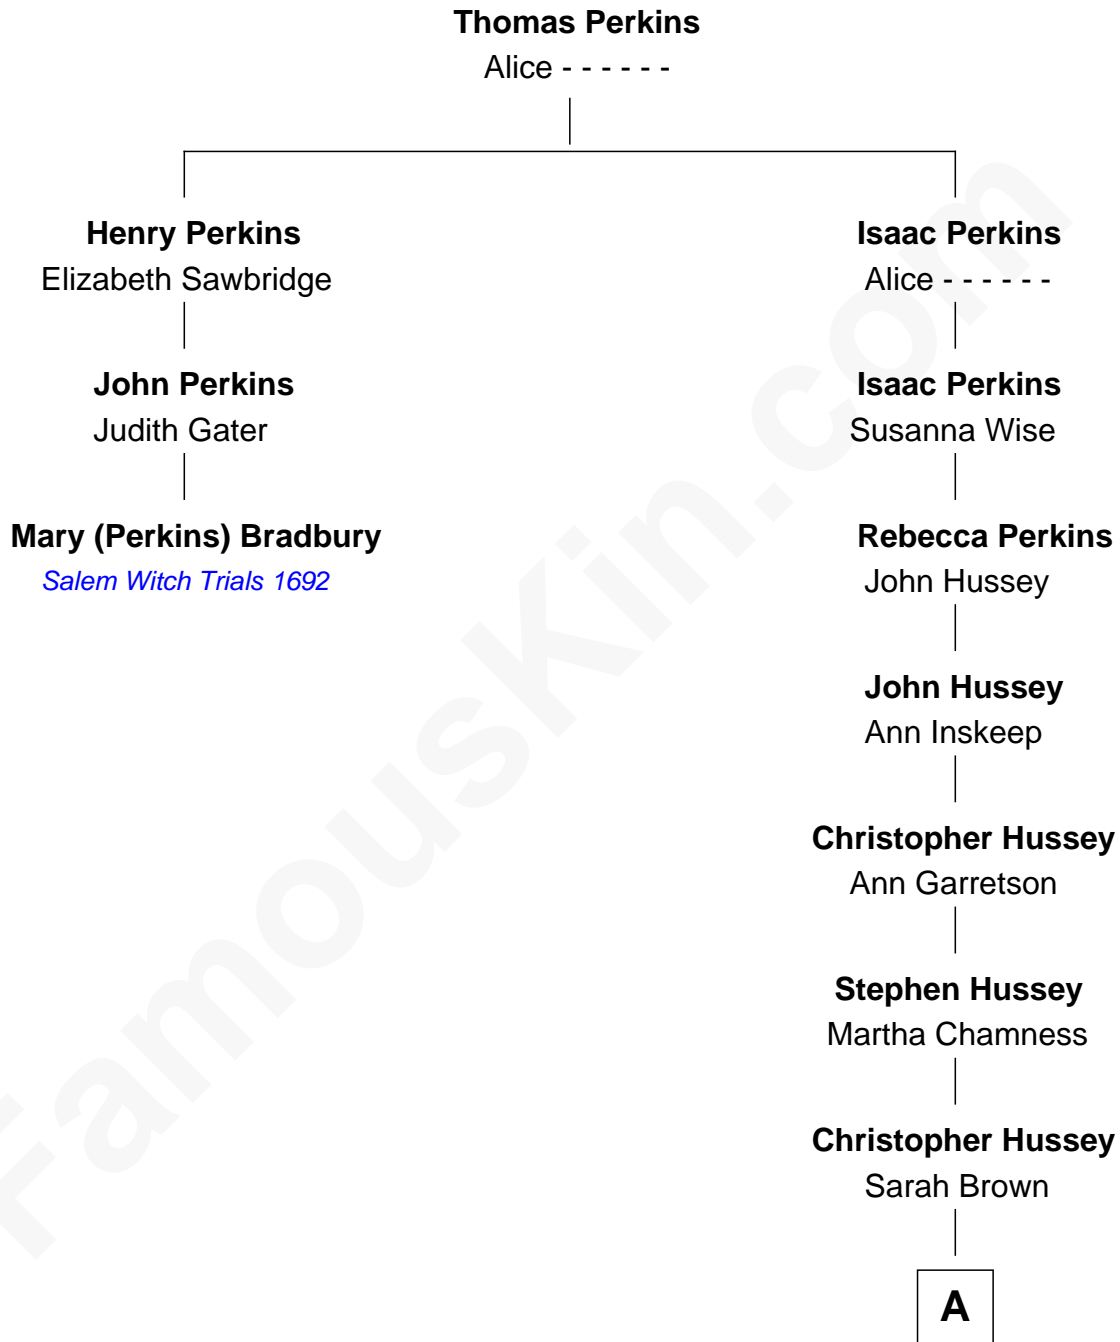 Thomas Perkins
Alice - - - - - -
Henry Perkins
Elizabeth Sawbridge
John Perkins
Judith Gater
Mary (Perkins) Bradbury
Salem Witch Trials 1692
Isaac Perkins
Alice - - - - - -
Isaac Perkins
Susanna Wise
Rebecca Perkins
John Hussey
John Hussey
Ann Inskeep
Christopher Hussey
Ann Garretson
Stephen Hussey
Martha Chamness
Christopher Hussey
Sarah Brown
A
FamousKin.com